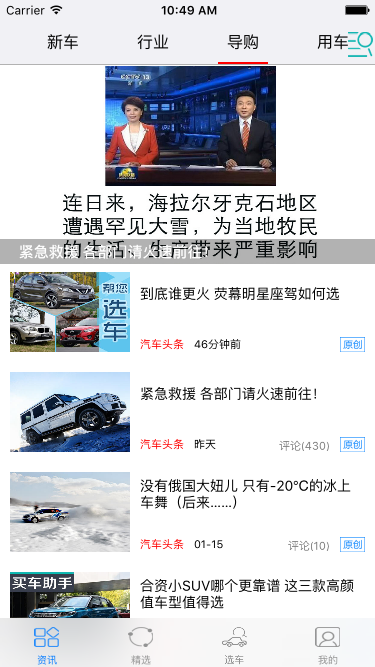 Carrier
10:49 AM
新车
行业
导购
用车
CCTV 13
连日来，海拉尔牙克石地区
遭遇罕见大雪，为当地牧民
的生活、生产带来严重影响
紧急救援 各部门请火速前往！
帮您
选车
到底谁更火 荧幕明星座驾如何选
汽车头条 46分钟前 原创
紧急救援 各部门请火速前往！
汽车头条 昨天 评论(430) 原创
没有俄国大妞儿 只有-20℃的冰上
车舞（后来……）
汽车头条 01-15 评论(10) 原创
买车助手
合资小SUV哪个更靠谱 这三款高颜
值车型值得选
资讯
精选
选车
我的